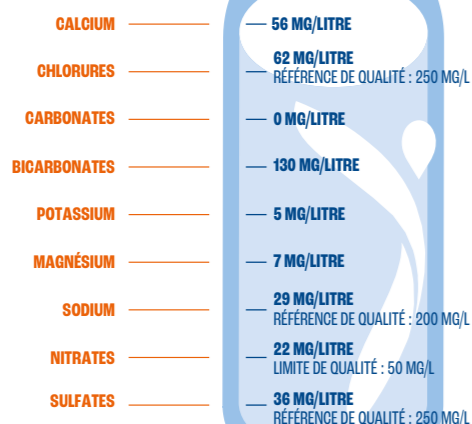 CALCIUM 56 MG/LITRE
CHLORURES 62 MG/LITRE
RÉFÉRENCE DE QUALITÉ : 250 MG/L
CARBONATES 0 MG/LITRE
BICARBONATES 130 MG/LITRE
POTASSIUM 5 MG/LITRE
MAGNÉSIUM 7 MG/LITRE
SODIUM 29 MG/LITRE
RÉFÉRENCE DE QUALITÉ : 200 MG/L
NITRATES 22 MG/LITRE
LIMITE DE QUALITÉ : 50 MG/L
SULFATES 36 MG/LITRE
RÉFÉRENCE DE QUALITÉ : 250 MG/L